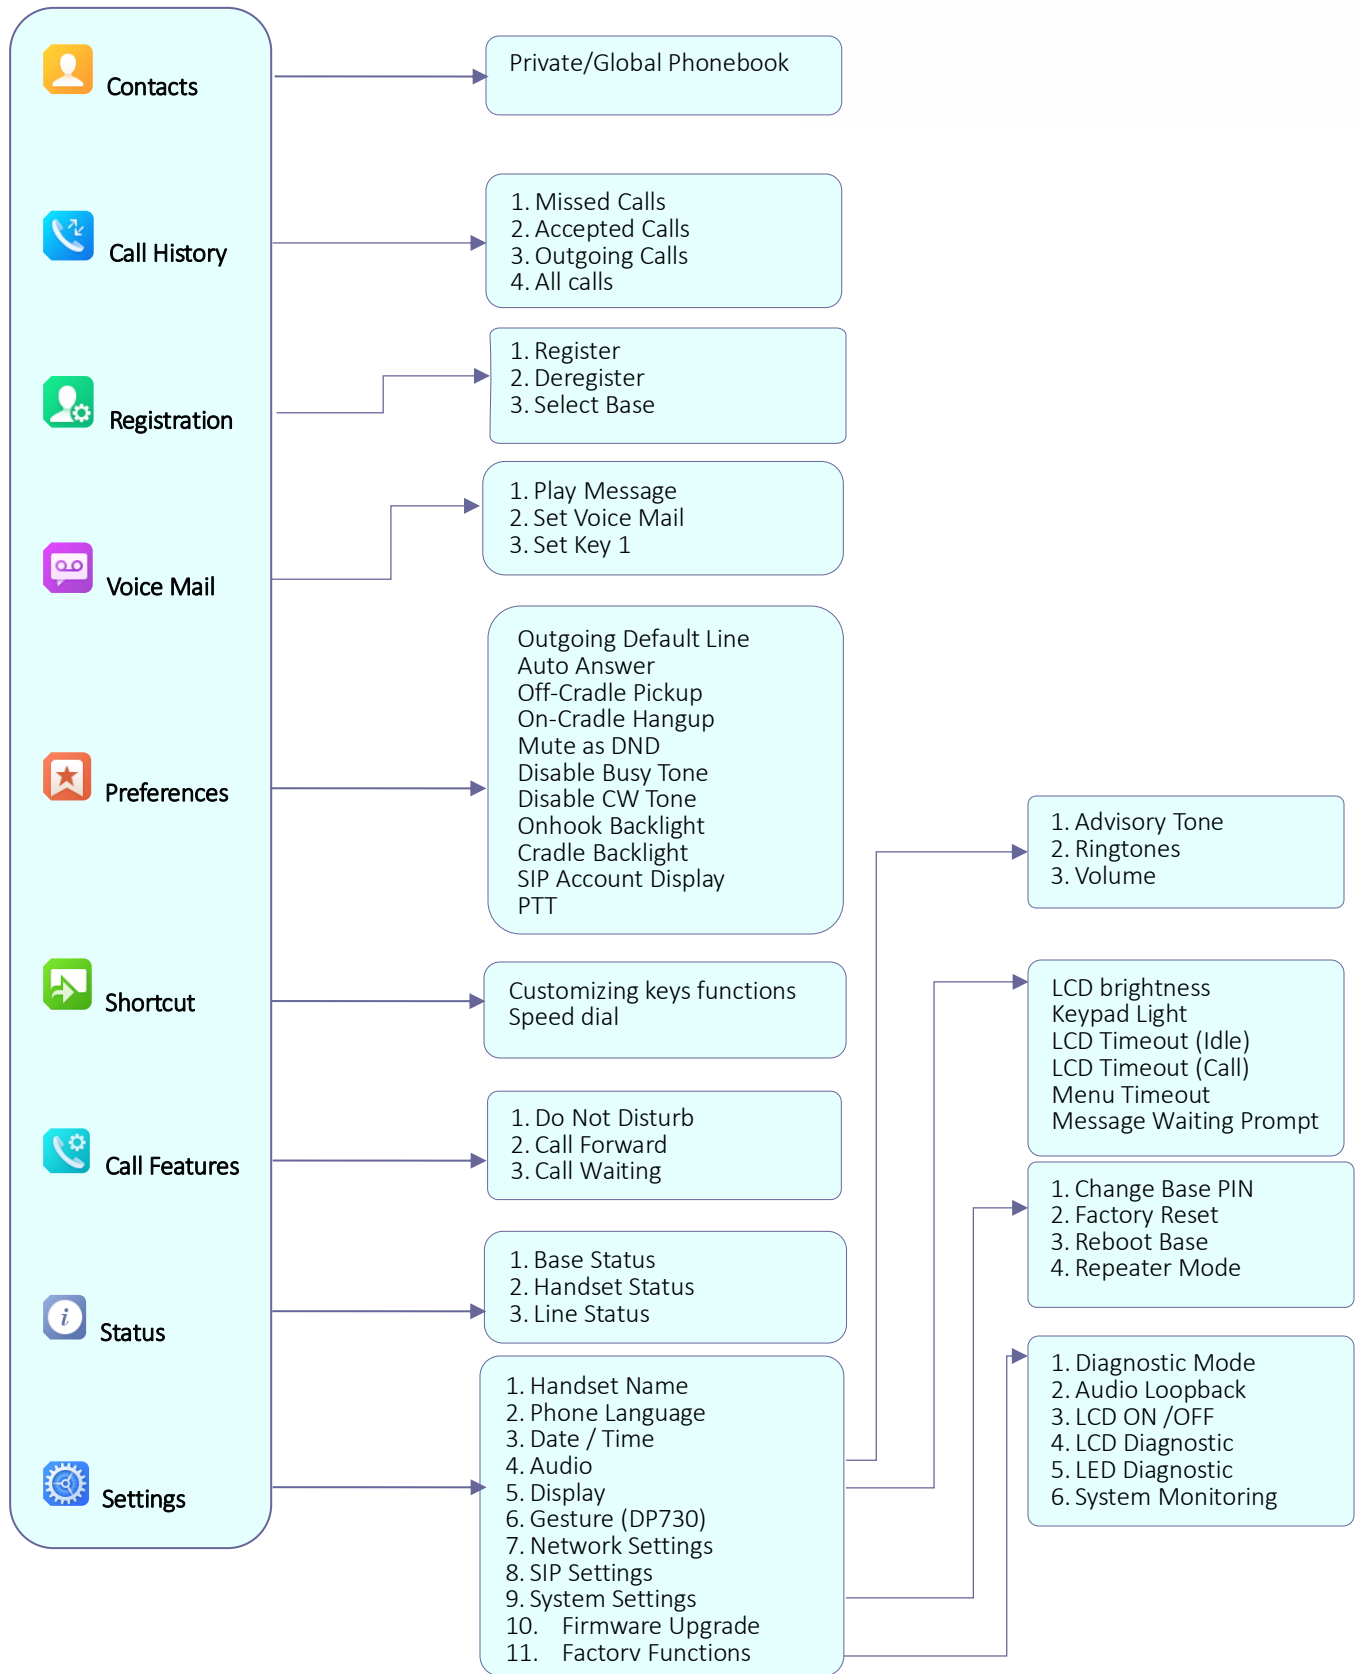 Contacts
Private/Global Phonebook
Call History
1. Missed Calls
2. Accepted Calls
3. Outgoing Calls
4. All calls
Registration
1. Register
2. Deregister
3. Select Base
Voice Mail
1. Play Message
2. Set Voice Mail
3. Set Key 1
Preferences
Outgoing Default Line
Auto Answer
Off-Cradle Pickup
On-Cradle Hangup
Mute as DND
Disable Busy Tone
Disable CW Tone
Onhook Backlight
Cradle Backlight
SIP Account Display
PTT
Shortcut
Customizing keys functions
Speed dial
Call Features
1. Do Not Disturb
2. Call Forward
3. Call Waiting
Status
1. Base Status
2. Handset Status
3. Line Status
Settings
1. Handset Name
2. Phone Language
3. Date / Time
4. Audio
5. Display
6. Gesture (DP730)
7. Network Settings
8. SIP Settings
9. System Settings
10. Firmware Upgrade
11. Factory Functions
1. Advisory Tone
2. Ringtones
3. Volume
LCD brightness
Keypad Light
LCD Timeout (Idle)
LCD Timeout (Call)
Menu Timeout
Message Waiting Prompt
1. Change Base PIN
2. Factory Reset
3. Reboot Base
4. Repeater Mode
1. Diagnostic Mode
2. Audio Loopback
3. LCD ON /OFF
4. LCD Diagnostic
5. LED Diagnostic
6. System Monitoring